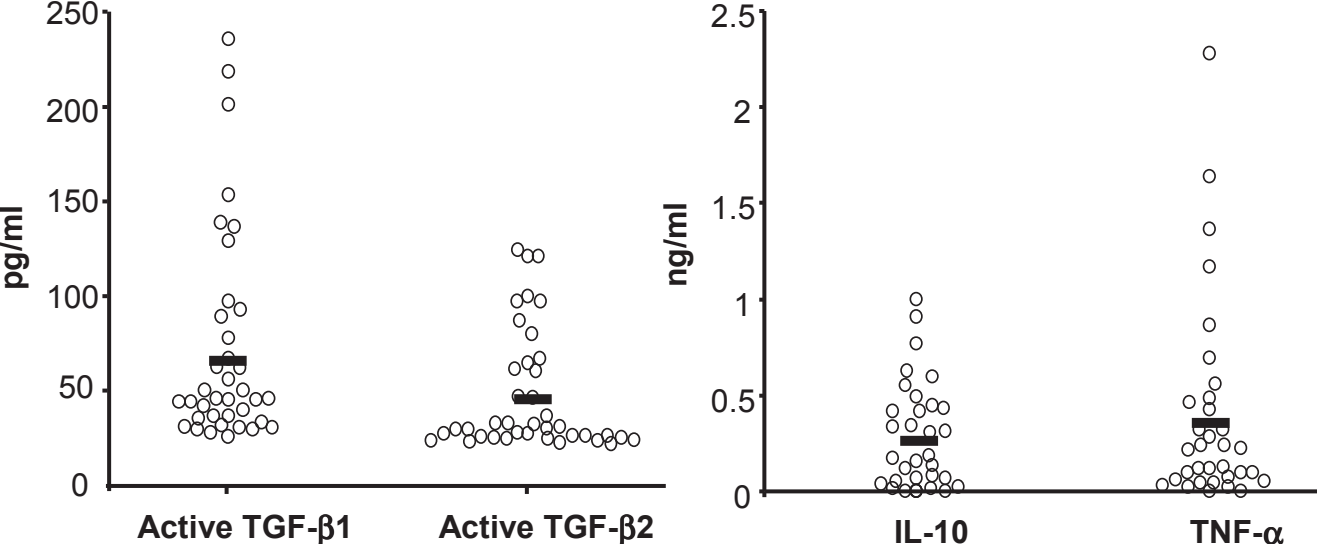 250
200
150
100
50
0
pg/ml
Active TGF-β1
Active TGF-β2
2.5
2
1.5
1
0.5
0
ng/ml
IL-10
TNF-α